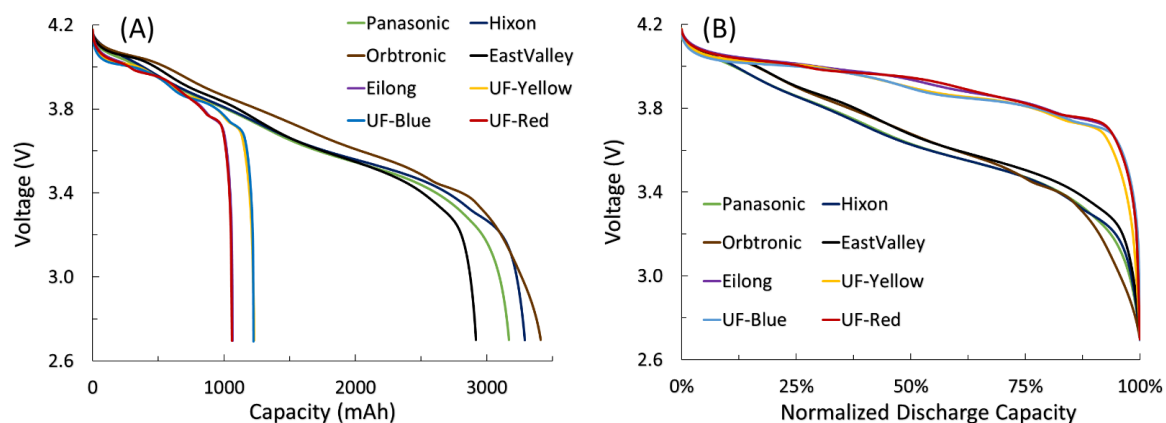 (A)
Panasonic Hixon
Orbtronic EastValley
Eilong UF-Yellow
UF-Blue UF-Red
Voltage (V)
4.2
3.8
3.4
3.0
2.6
0 1000 2000 3000
Capacity (mAh)
(B)
Voltage (V)
4.2
3.8
3.4
3.0
2.6
Panasonic Hixon
Orbtronic EastValley
Eilong UF-Yellow
UF-Blue UF-Red
0% 25% 50% 75% 100%
Normalized Discharge Capacity